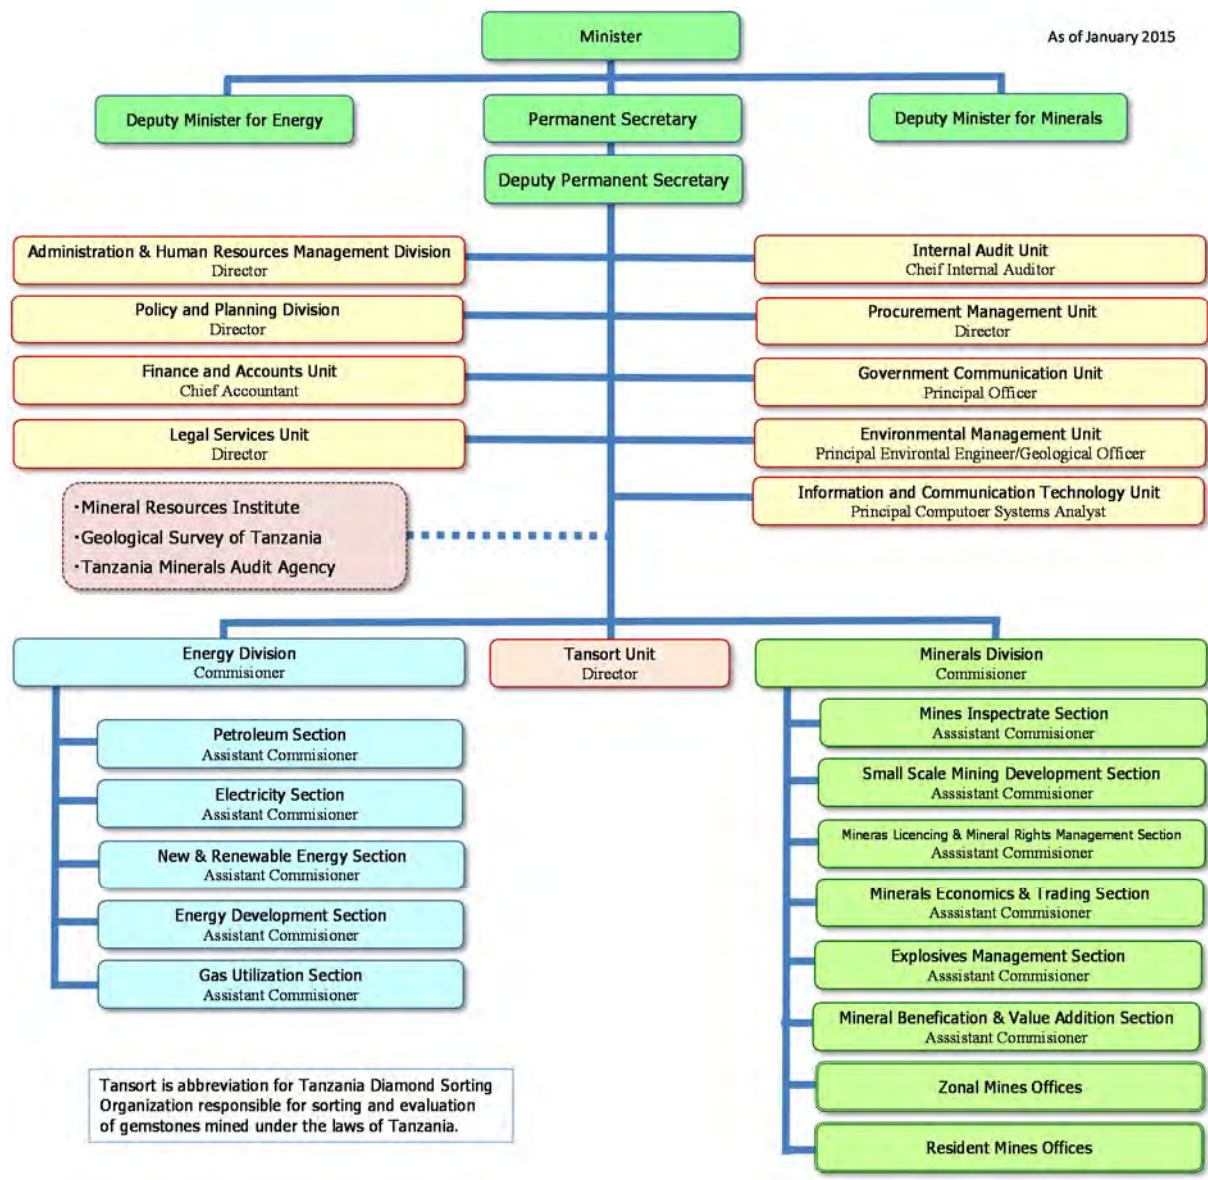 Minister
As of January 2015
Deputy Minister for Energy
Permanent Secretary
Deputy Minister for Minerals
Deputy Permanent Secretary
Administration & Human Resources Management Division
Director
Policy and Planning Division
Director
Finance and Accounts Unit
Chief Accountant
Legal Services Unit
Director
Internal Audit Unit
Cheif Internal Auditor
Procurement Management Unit
Director
Government Communication Unit
Principal Officer
Environmental Management Unit
Principal Environtal Engineer/Geological Officer
Information and Communication Technology Unit
Principal Computoer Systems Analyst
・Mineral Resources Institute
・Geological Survey of Tanzania
・Tanzania Minerals Audit Agency
Energy Division
Commisioner
Tansort Unit
Director
Minerals Division
Commisioner
Petroleum Section
Assistant Commisioner
Electricity Section
Assistant Commisioner
New & Renewable Energy Section
Assistant Commisioner
Energy Development Section
Assistant Commisioner
Gas Utilization Section
Assistant Commisioner
Mines Inspectrate Section
Asssistant Commisioner
Small Scale Mining Development Section
Asssistant Commisioner
Mineras Licencing & Mineral Rights Management Section
Asssistant Commisioner
Minerals Economics & Trading Section
Asssistant Commisioner
Explosives Management Section
Asssistant Commisioner
Mineral Benefication & Value Addition Section
Asssistant Commisioner
Zonal Mines Offices
Resident Mines Offices
Tansort is abbreviation for Tanzania Diamond Sorting
Organization responsible for sorting and evaluation
of gemstones mined under the laws of Tanzania.